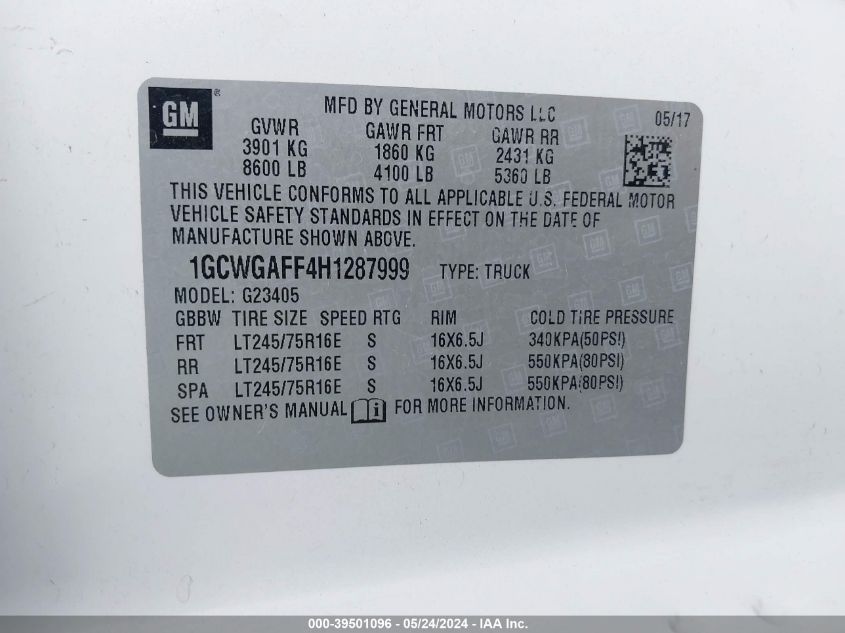 GM ®
MFD BY GENERAL MOTORS LLC 05/17
GVWR GAWR FRT GAWR RR
3901 KG 1860 KG 2431 KG
8600 LB 4100 LB 5360 LB
THIS VEHICLE CONFORMS TO ALL APPLICABLE U.S. FEDERAL MOTOR
VEHICLE SAFETY STANDARDS IN EFFECT ON THE DATE OF
MANUFACTURE SHOWN ABOVE.
1GCWGAFF4H1287999 TYPE: TRUCK
MODEL: G23405
GBBW TIRE SIZE SPEED RTG RIM COLD TIRE PRESSURE
FRT LT245/75R16E S 16X6.5J 340KPA(50PSI)
RR LT245/75R16E S 16X6.5J 550KPA(80PSI)
SPA LT245/75R16E S 16X6.5J 550KPA(80PSI)
SEE OWNER'S MANUAL i FOR MORE INFORMATION.
000-39501096 - 05/24/2024 - IAA Inc.